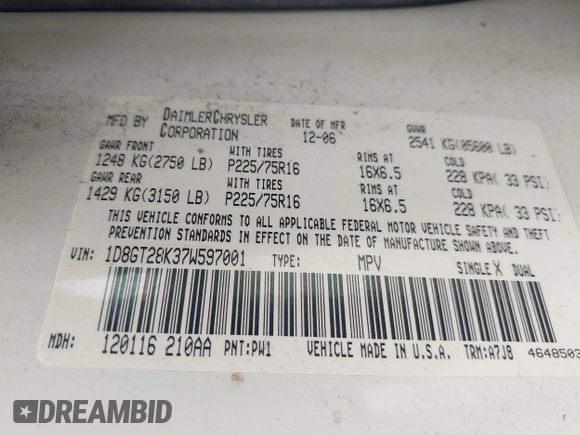 MFD BY DAIMLERCHRYSLER CORPORATION DATE OF MFR 12-06 GVWR 2541 KG(05600 LB)
GAWR FRONT WITH TIRES RIMS AT COLD
1248 KG(2750 LB) P225/75R16 16X6.5 228 KPA( 33 PSI)
GAWR REAR WITH TIRES RIMS AT COLD
1429 KG(3150 LB) P225/75R16 16X6.5 228 KPA( 33 PSI)
THIS VEHICLE CONFORMS TO ALL APPLICABLE FEDERAL MOTOR VEHICLE SAFETY AND THEFT
PREVENTION STANDARDS IN EFFECT ON THE DATE OF MANUFACTURE SHOWN ABOVE.
VIN: 1D8GT28K37W597001 TYPE: MPV SINGLE X DUAL
MDH: 120116 210AA PNT:PW1 VEHICLE MADE IN U.S.A. TRM:A7J8 4648503
DREAMBID